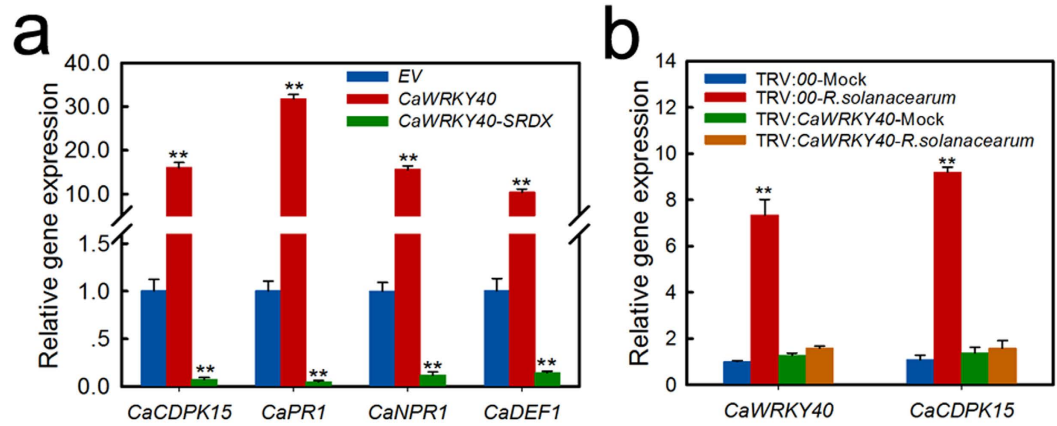 a
Relative gene expression
40.0
30.0
20.0
10.0
1.5
1.0
.5
0.0
EV
CaWRKY40
CaWRKY40-SRDX
**
**
**
**
**
**
**
**
CaCDPK15 CaPR1 CaNPR1 CaDEF1
b
Relative gene expression
14
12
10
8
6
4
2
0
TRV:00-Mock
TRV:00-R.solanacearum
TRV:CaWRKY40-Mock
TRV:CaWRKY40-R.solanacearum
**
**
CaWRKY40 CaCDPK15